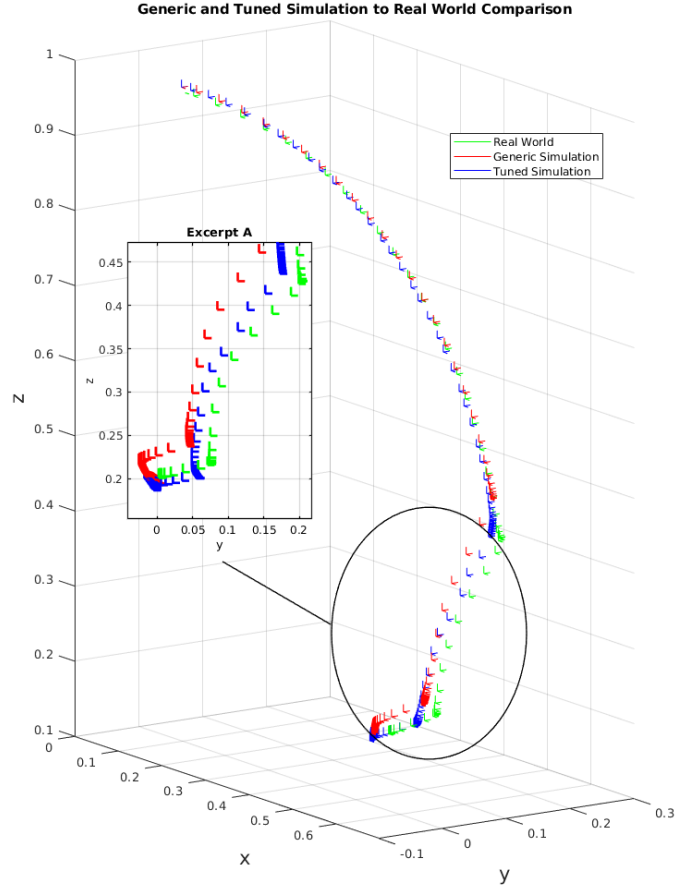 Generic and Tuned Simulation to Real World Comparison
1
0.9
0.8
0.7
0.6
0.5
0.4
0.3
0.2
0.1
z
Real World
Generic Simulation
Tuned Simulation
Excerpt A
0.45
0.4
0.35
0.3
0.25
0.2
z
0 0.05 0.1 0.15 0.2
y
0 0.1 0.2 0.3 0.4 0.5 0.6
x
-0.1 0 0.1 0.2 0.3
y